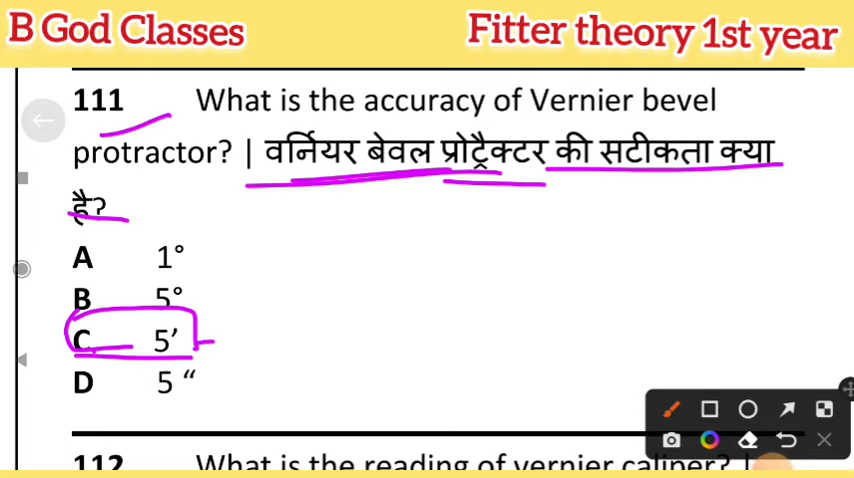 B God Classes Fitter theory 1st year
111 What is the accuracy of Vernier bevel
protractor? | वर्नियर बेवल प्रोट्रैक्टर की सटीकता क्या
है?
A 1°
B 5°
C 5′
D 5 “
112 What is the reading of vernier caliper? |